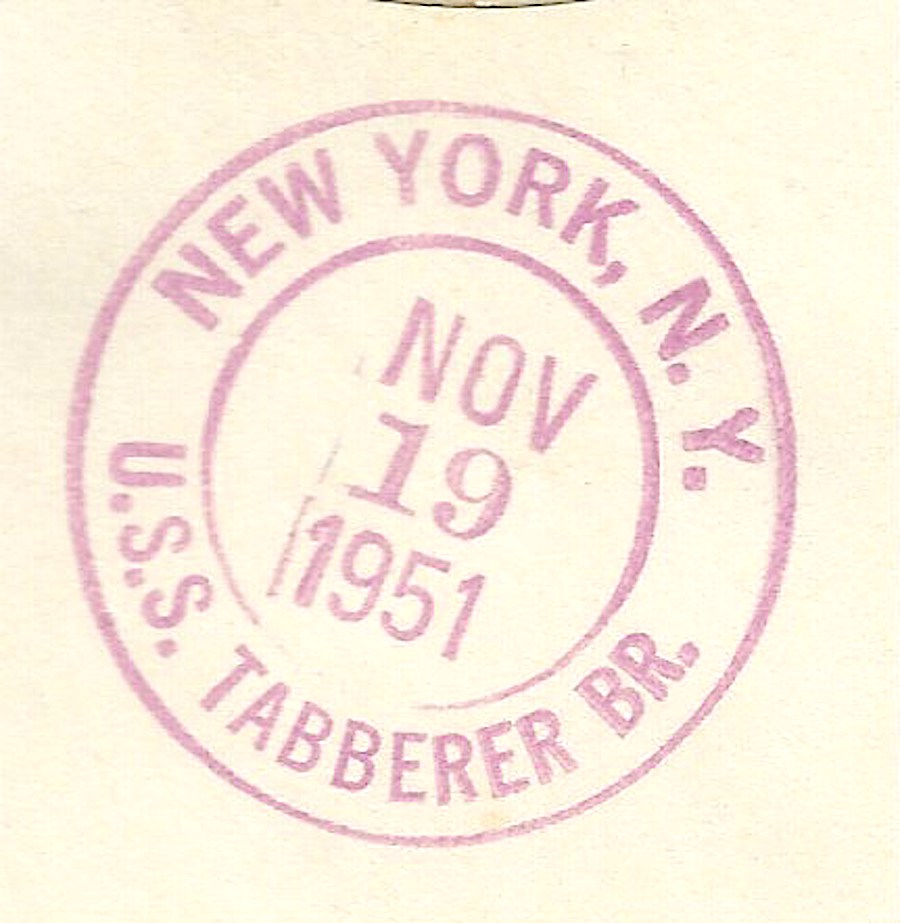 NEW YORK, N. Y.
NOV
19
1951
U.S.S. TABBERER BR.